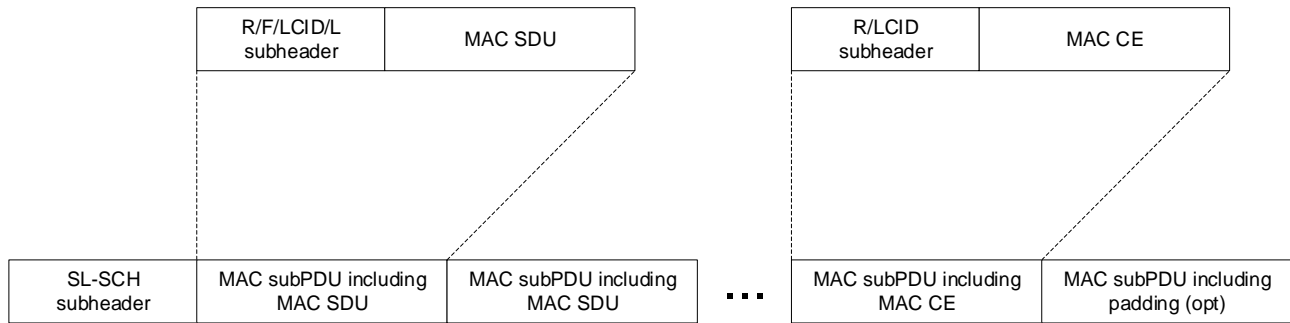 R/F/LCID/L
subheader
MAC SDU
R/LCID
subheader
MAC CE
SL-SCH
subheader
MAC subPDU including
MAC SDU
MAC subPDU including
MAC SDU
...
MAC subPDU including
MAC CE
MAC subPDU including
padding (opt)